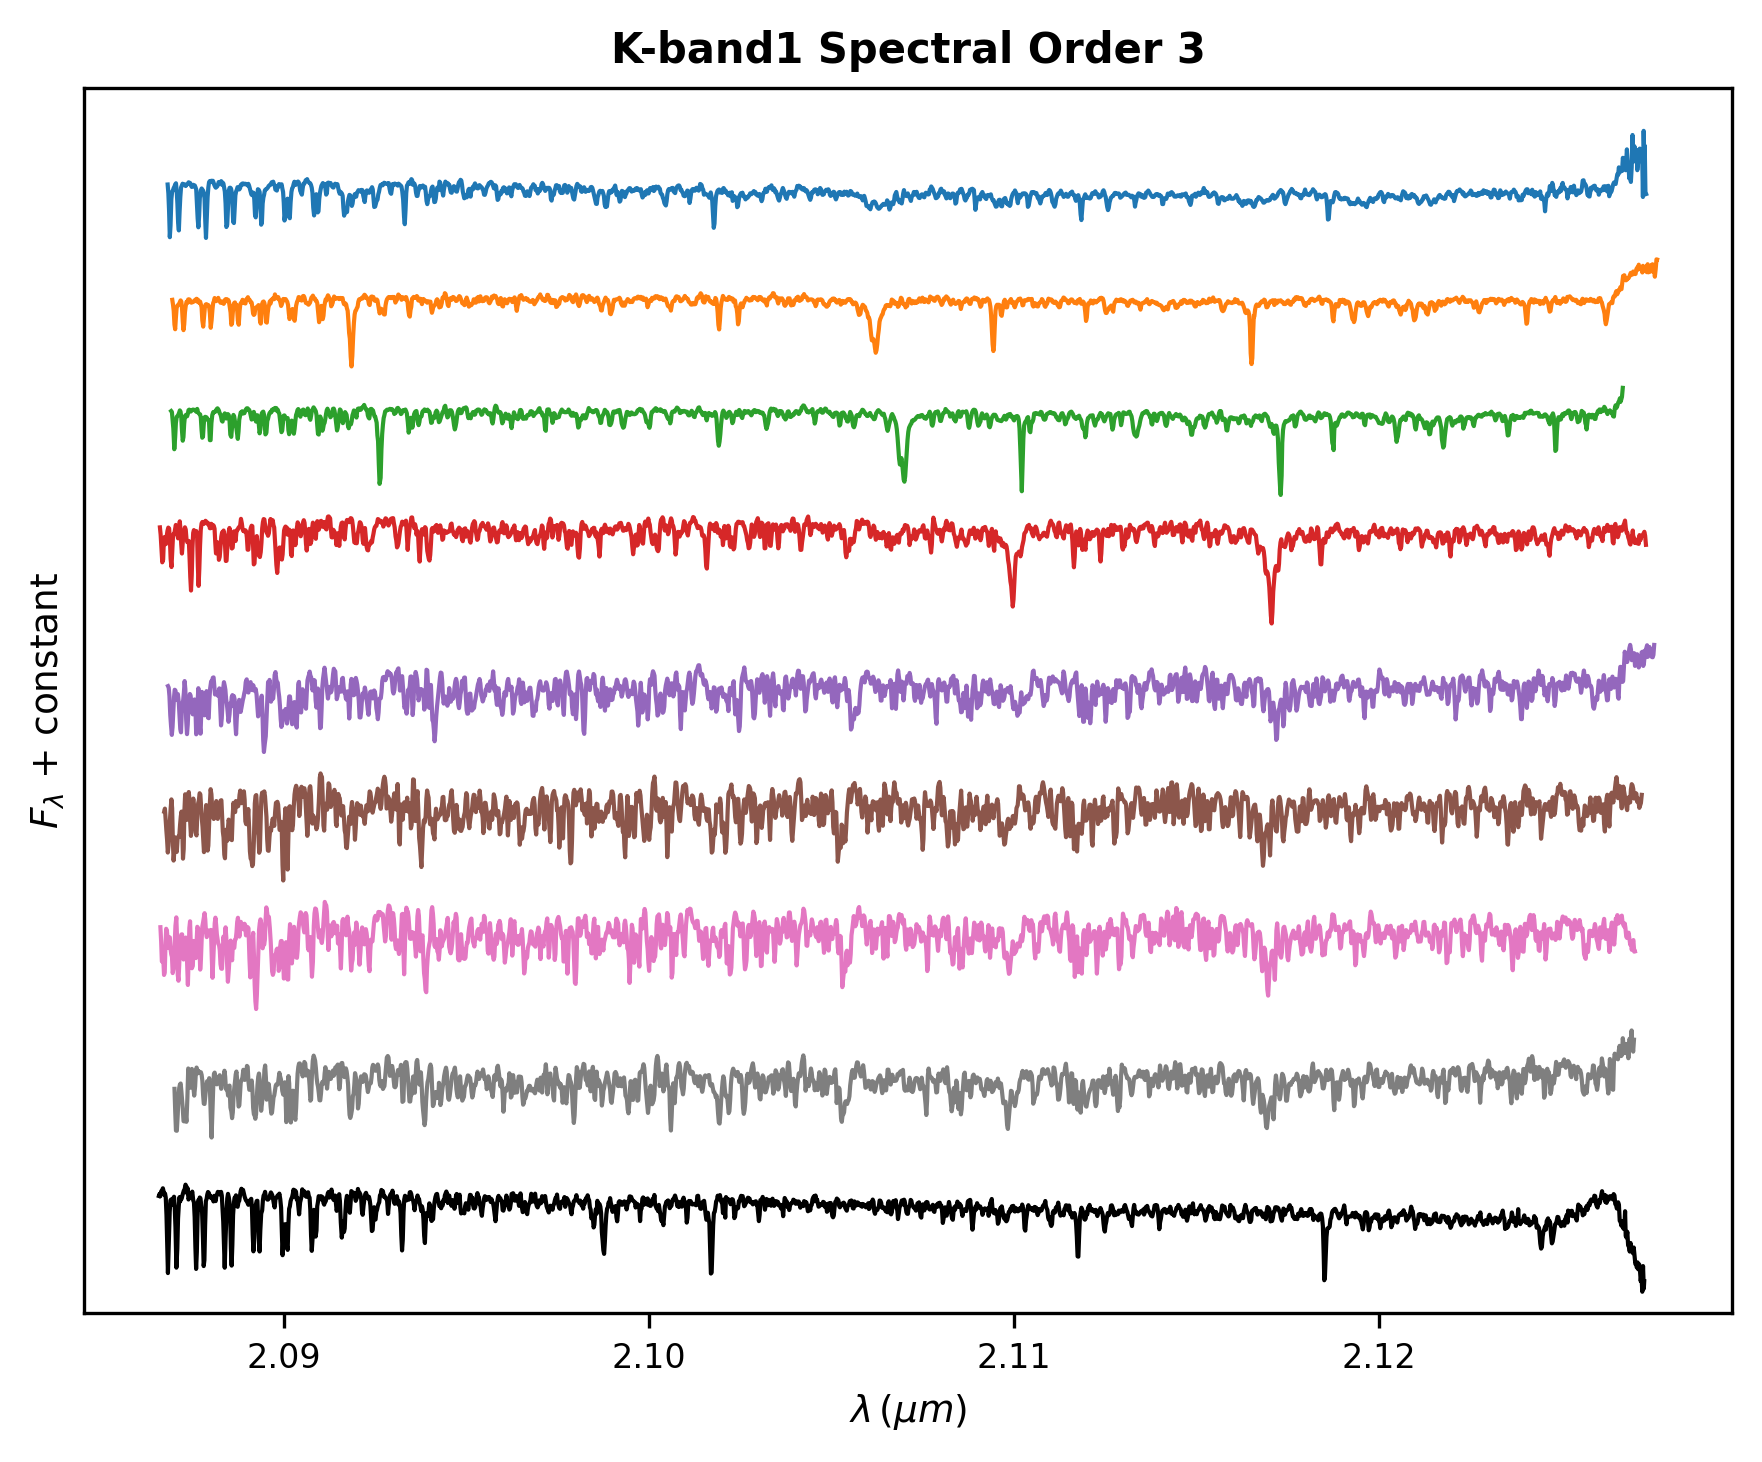 K-band1 Spectral Order 3
F_λ + constant
2.09 2.10 2.11 2.12
λ (μm)